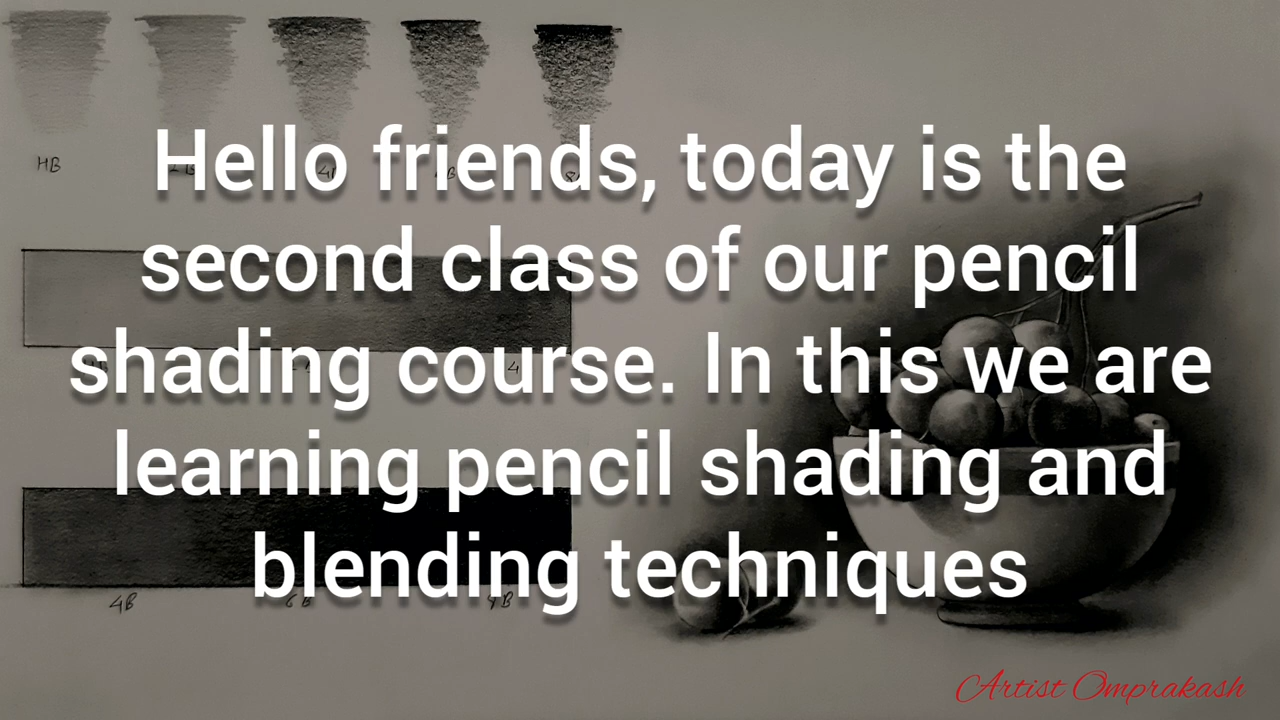 HB
Hello friends, today is the
second class of our pencil
shading course. In this we are
learning pencil shading and
blending techniques
4B 6B 8B
Artist Omprakash